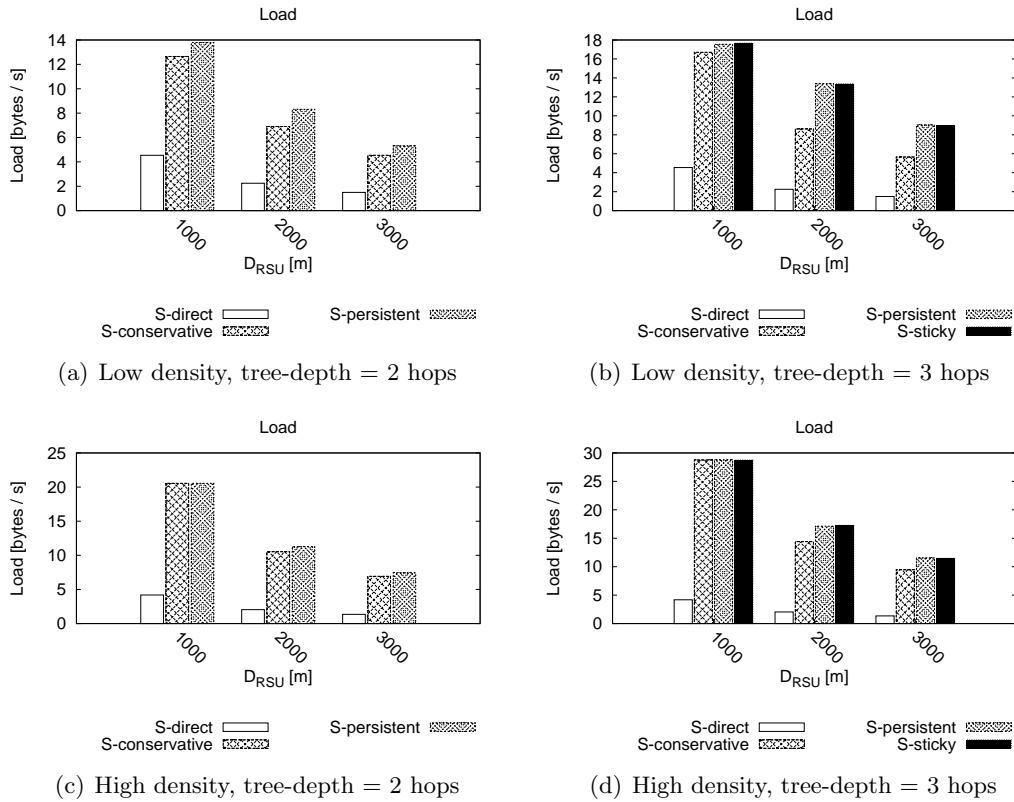 Load
Load [bytes / s]
14
12
10
8
6
4
2
0
1000
2000
3000
D_RSU [m]
S-direct
S-conservative
S-persistent
(a) Low density, tree-depth = 2 hops
Load
Load [bytes / s]
18
16
14
12
10
8
6
4
2
0
1000
2000
3000
D_RSU [m]
S-direct
S-conservative
S-persistent
S-sticky
(b) Low density, tree-depth = 3 hops
Load
Load [bytes / s]
25
20
15
10
5
0
1000
2000
3000
D_RSU [m]
S-direct
S-conservative
S-persistent
(c) High density, tree-depth = 2 hops
Load
Load [bytes / s]
30
25
20
15
10
5
0
1000
2000
3000
D_RSU [m]
S-direct
S-conservative
S-persistent
S-sticky
(d) High density, tree-depth = 3 hops